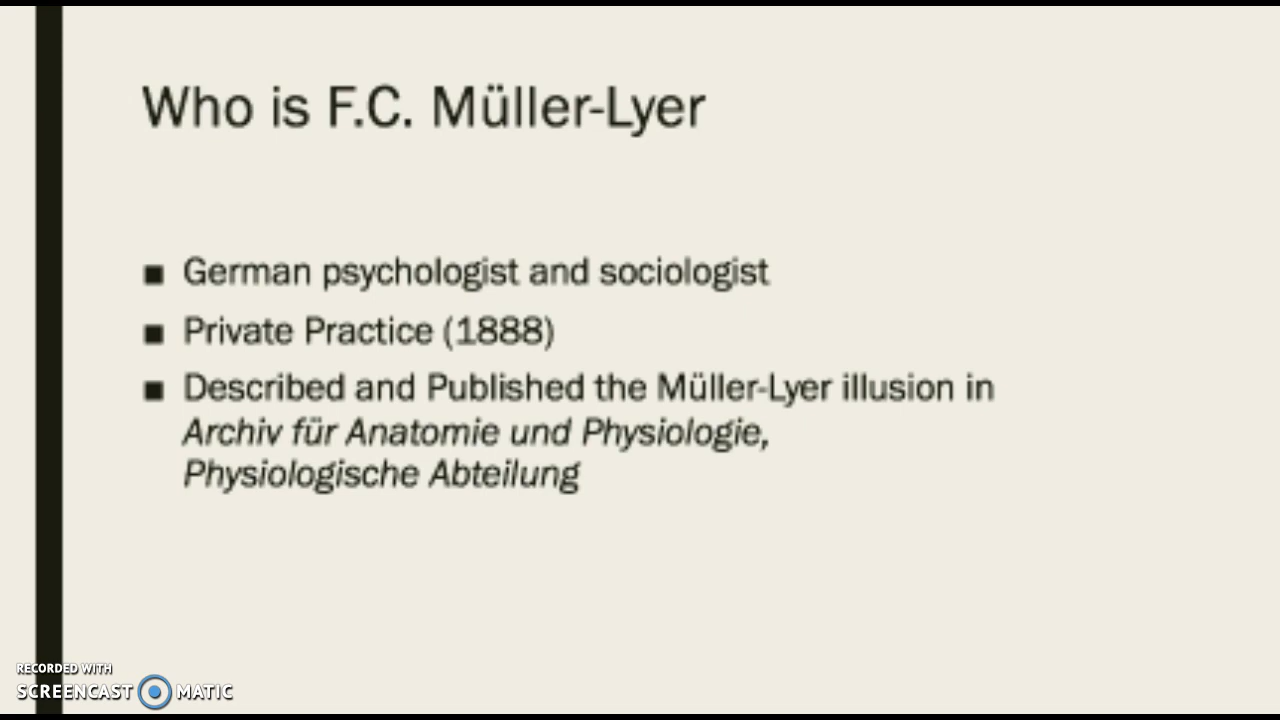 Who is F.C. Müller-Lyer
■ German psychologist and sociologist
■ Private Practice (1888)
■ Described and Published the Müller-Lyer illusion in
Archiv für Anatomie und Physiologie,
Physiologische Abteilung
RECORDED WITH
SCREENCAST MATIC